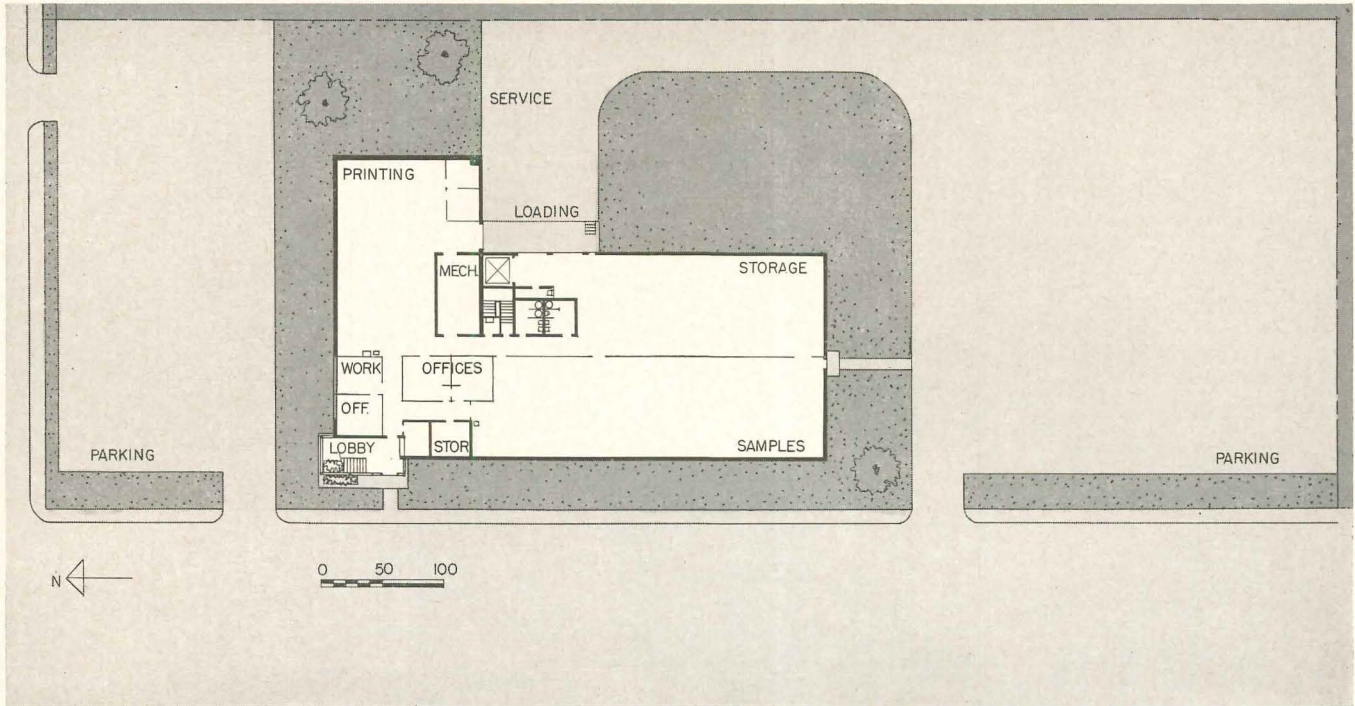 SERVICE
PRINTING
LOADING
MECH.
STORAGE
WORK
OFFICES
OFF.
LOBBY
STOR
SAMPLES
PARKING
PARKING
N
0 50 100